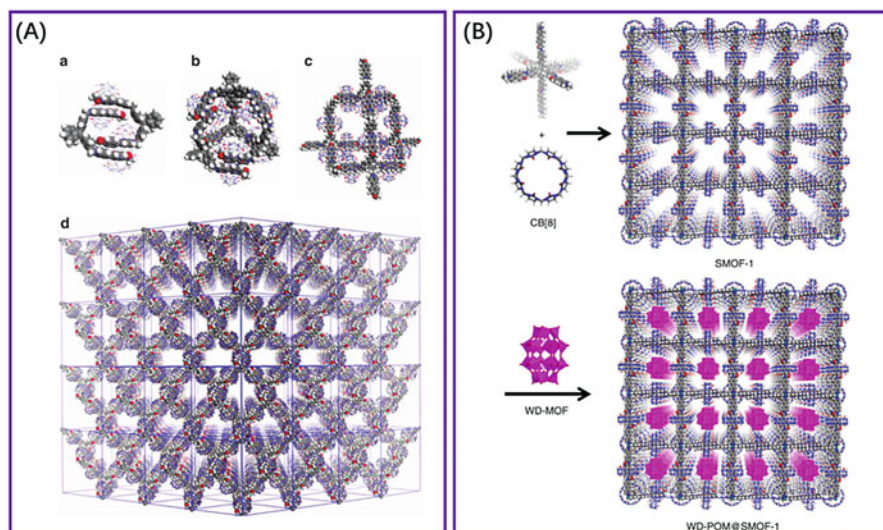 (A)
a
b
c
d
(B)
+
CB[8]
SMOF-1
WD-MOF
WD-POM@SMOF-1